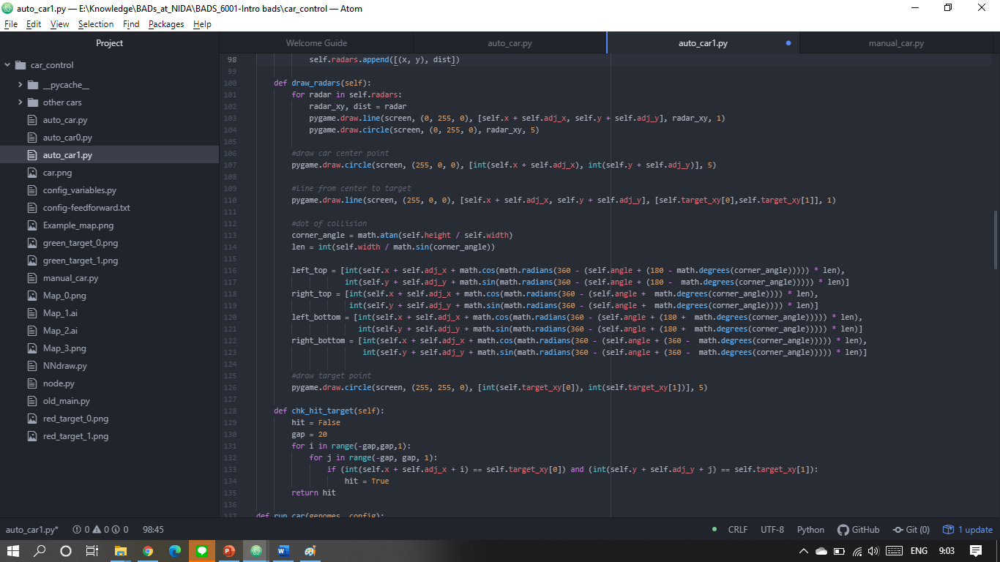 auto_car1.py — E:\Knowledge\BADs_at_NIDA\BADS_6001-Intro bads\car_control — Atom
File Edit View Selection Find Packages Help
Project
Welcome Guide
auto_car.py
auto_car1.py
manual_car.py
car_control
__pycache__
other cars
auto_car.py
auto_car0.py
auto_car1.py
car.png
config_variables.py
config-feedforward.txt
Example_map.png
green_target_0.png
green_target_1.png
manual_car.py
Map_0.png
Map_1.ai
Map_2.ai
Map_3.png
NNdraw.py
node.py
old_main.py
red_target_0.png
red_target_1.png
98 self.radars.append([(x, y), dist])
99
100 def draw_radars(self):
101 for radar in self.radars:
102 radar_xy, dist = radar
103 pygame.draw.line(screen, (0, 255, 0), [self.x + self.adj_x, self.y + self.adj_y], radar_xy, 1)
104 pygame.draw.circle(screen, (0, 255, 0), radar_xy, 5)
105
106 #draw car center point
107 pygame.draw.circle(screen, (255, 0, 0), [int(self.x + self.adj_x), int(self.y + self.adj_y)], 5)
108
109 #line from center to target
110 pygame.draw.line(screen, (255, 0, 0), [self.x + self.adj_x, self.y + self.adj_y], [self.target_xy[0],self.target_xy[1]], 1)
111
112 #dot of collision
113 corner_angle = math.atan(self.height / self.width)
114 len = int(self.width / math.sin(corner_angle))
115
116 left_top = [int(self.x + self.adj_x + math.cos(math.radians(360 - (self.angle + (180 - math.degrees(corner_angle))))) * len),
117 int(self.y + self.adj_y + math.sin(math.radians(360 - (self.angle + (180 -  math.degrees(corner_angle))))) * len)]
118 right_top = [int(self.x + self.adj_x + math.cos(math.radians(360 - (self.angle +  math.degrees(corner_angle)))) * len),
119 int(self.y + self.adj_y + math.sin(math.radians(360 - (self.angle +  math.degrees(corner_angle)))) * len)]
120 left_bottom = [int(self.x + self.adj_x + math.cos(math.radians(360 - (self.angle + (180 +  math.degrees(corner_angle))))) * len),
121 int(self.y + self.adj_y + math.sin(math.radians(360 - (self.angle + (180 +  math.degrees(corner_angle))))) * len)]
122 right_bottom = [int(self.x + self.adj_x + math.cos(math.radians(360 - (self.angle + (360 -  math.degrees(corner_angle))))) * len),
123 int(self.y + self.adj_y + math.sin(math.radians(360 - (self.angle + (360 -  math.degrees(corner_angle))))) * len)]
124
125 #draw target point
126 pygame.draw.circle(screen, (255, 255, 0), [int(self.target_xy[0]), int(self.target_xy[1])], 5)
127
128 def chk_hit_target(self):
129 hit = False
130 gap = 20
131 for i in range(-gap,gap,1):
132 for j in range(-gap, gap, 1):
133 if (int(self.x + self.adj_x + i) == self.target_xy[0]) and (int(self.y + self.adj_y + j) == self.target_xy[1]):
134 hit = True
135 return hit
136
137 def run_car(genomes, config):
auto_car1.py* 0 0 0 98:45 CRLF UTF-8 Python GitHub Git (0) 1 update
ENG 9:03